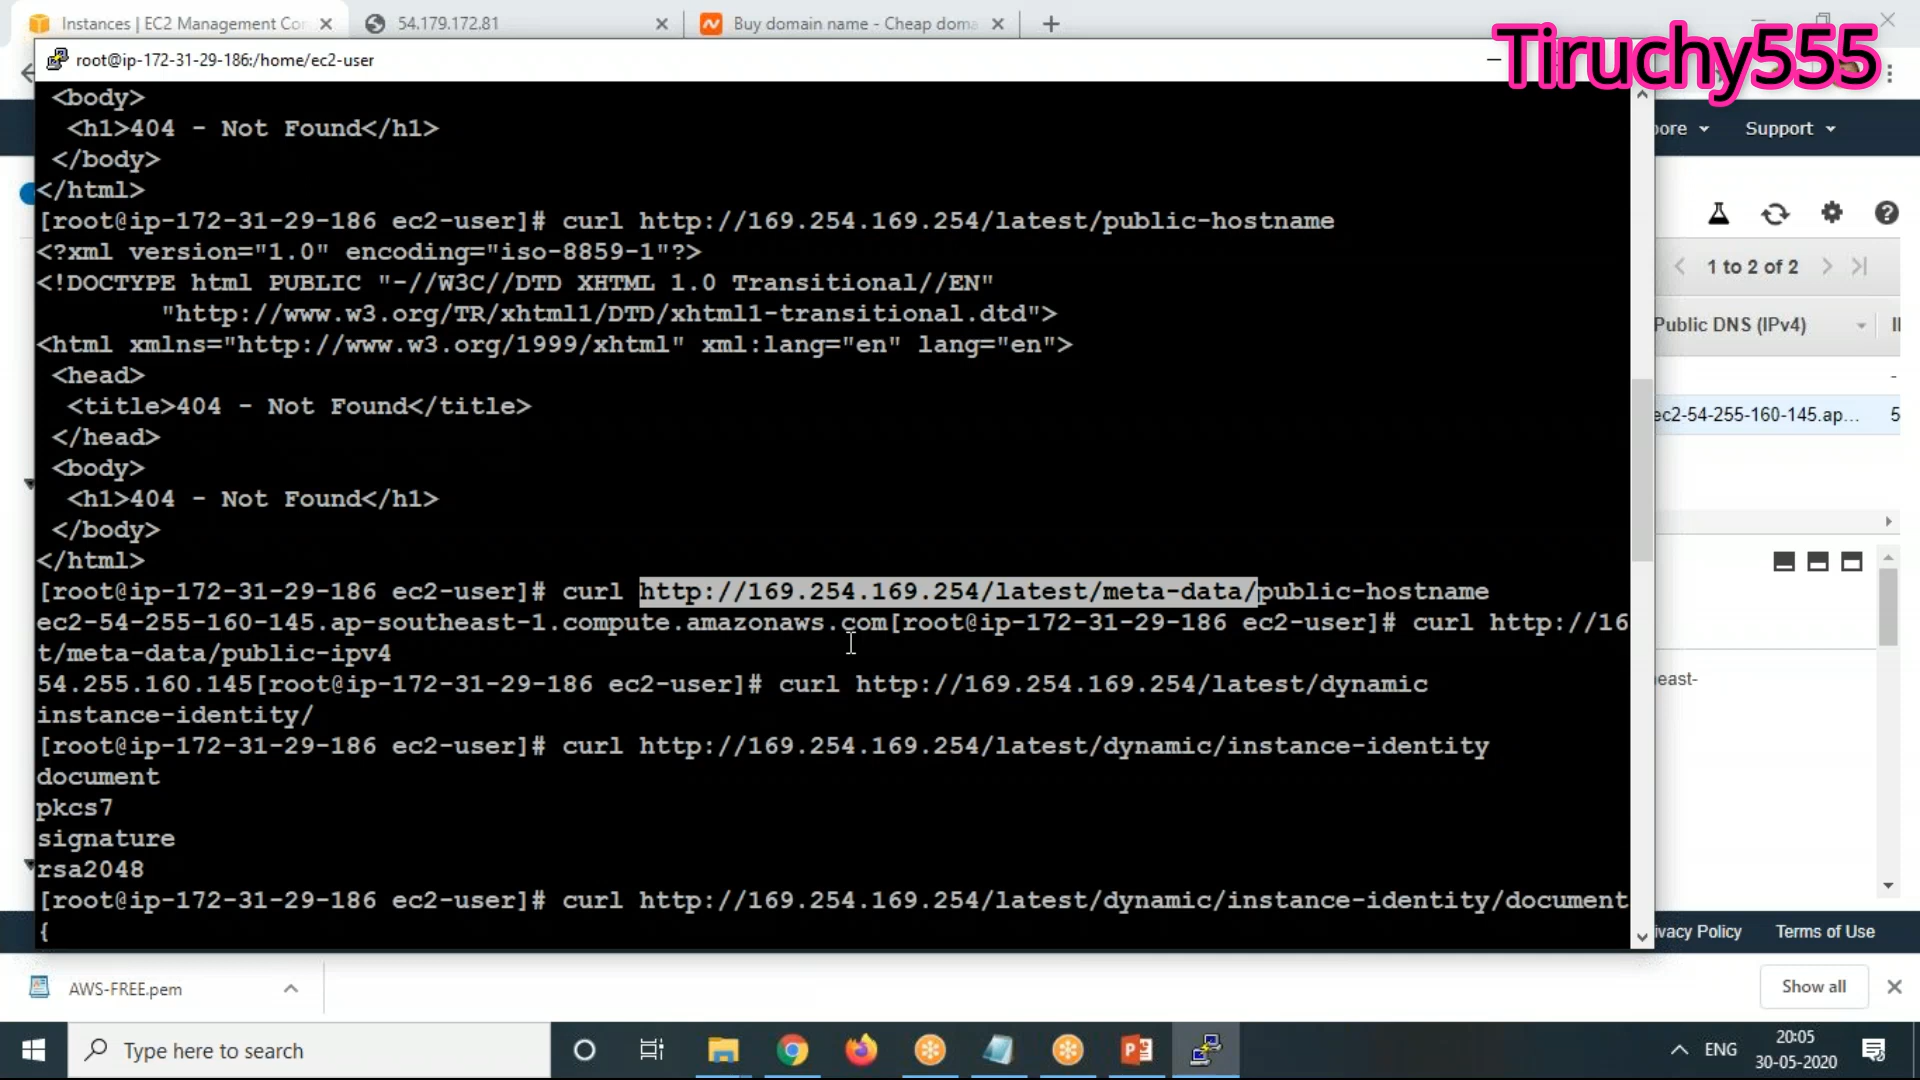 Instances | EC2 Management Con
54.179.172.81
Buy domain name - Cheap doma
Tiruchy555
root@ip-172-31-29-186:/home/ec2-user
<body>
<h1>404 - Not Found</h1>
</body>
</html>
[root@ip-172-31-29-186 ec2-user]# curl http://169.254.169.254/latest/public-hostname
<?xml version="1.0" encoding="iso-8859-1"?>
<!DOCTYPE html PUBLIC "-//W3C//DTD XHTML 1.0 Transitional//EN"
"http://www.w3.org/TR/xhtml1/DTD/xhtml1-transitional.dtd">
<html xmlns="http://www.w3.org/1999/xhtml" xml:lang="en" lang="en">
<head>
<title>404 - Not Found</title>
</head>
<body>
<h1>404 - Not Found</h1>
</body>
</html>
[root@ip-172-31-29-186 ec2-user]# curl http://169.254.169.254/latest/meta-data/public-hostname
ec2-54-255-160-145.ap-southeast-1.compute.amazonaws.com[root@ip-172-31-29-186 ec2-user]# curl http://16
t/meta-data/public-ipv4
54.255.160.145[root@ip-172-31-29-186 ec2-user]# curl http://169.254.169.254/latest/dynamic
instance-identity/
[root@ip-172-31-29-186 ec2-user]# curl http://169.254.169.254/latest/dynamic/instance-identity
document
pkcs7
signature
rsa2048
[root@ip-172-31-29-186 ec2-user]# curl http://169.254.169.254/latest/dynamic/instance-identity/document
{
pore
Support
1 to 2 of 2
Public DNS (IPv4)
-
ec2-54-255-160-145.ap...
5
east-
ivacy Policy
Terms of Use
AWS-FREE.pem
Show all
Type here to search
ENG
20:05
30-05-2020